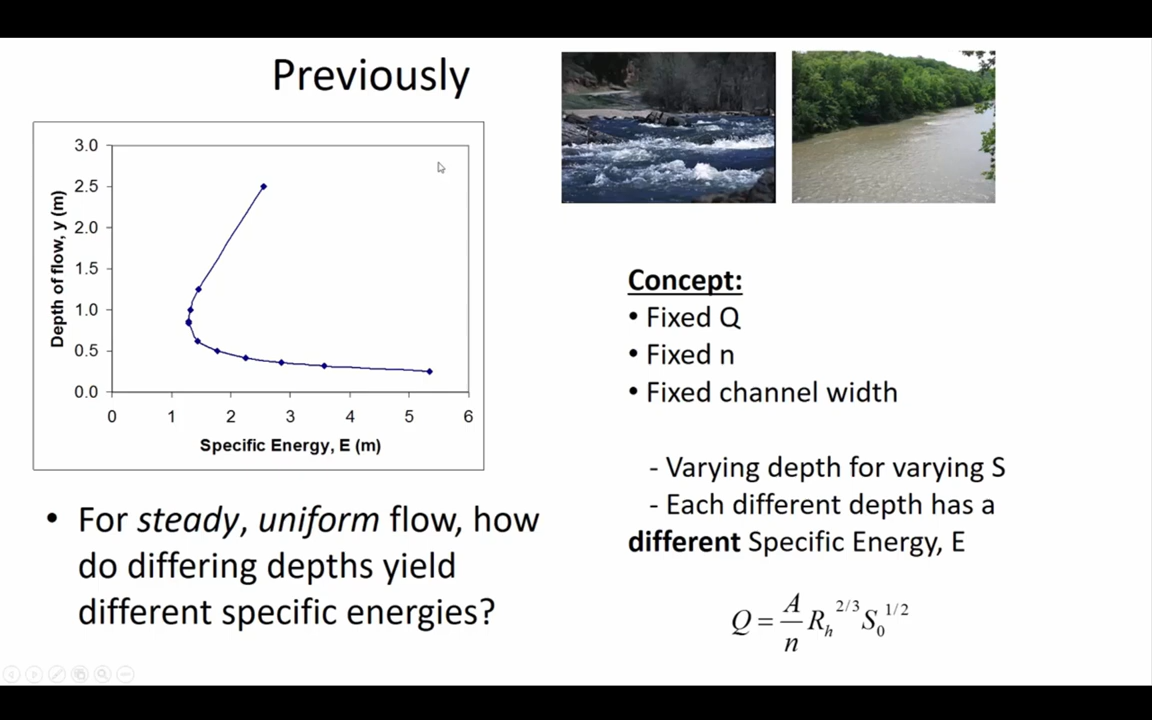 Previously
3.0
2.5
2.0
1.5
1.0
0.5
0.0
Depth of flow, y (m)
0 1 2 3 4 5 6
Specific Energy, E (m)
• For steady, uniform flow, how
do differing depths yield
different specific energies?
Concept:
• Fixed Q
• Fixed n
• Fixed channel width
- Varying depth for varying S
- Each different depth has a
different Specific Energy, E
Q = A/n R_h^{2/3} S_0^{1/2}